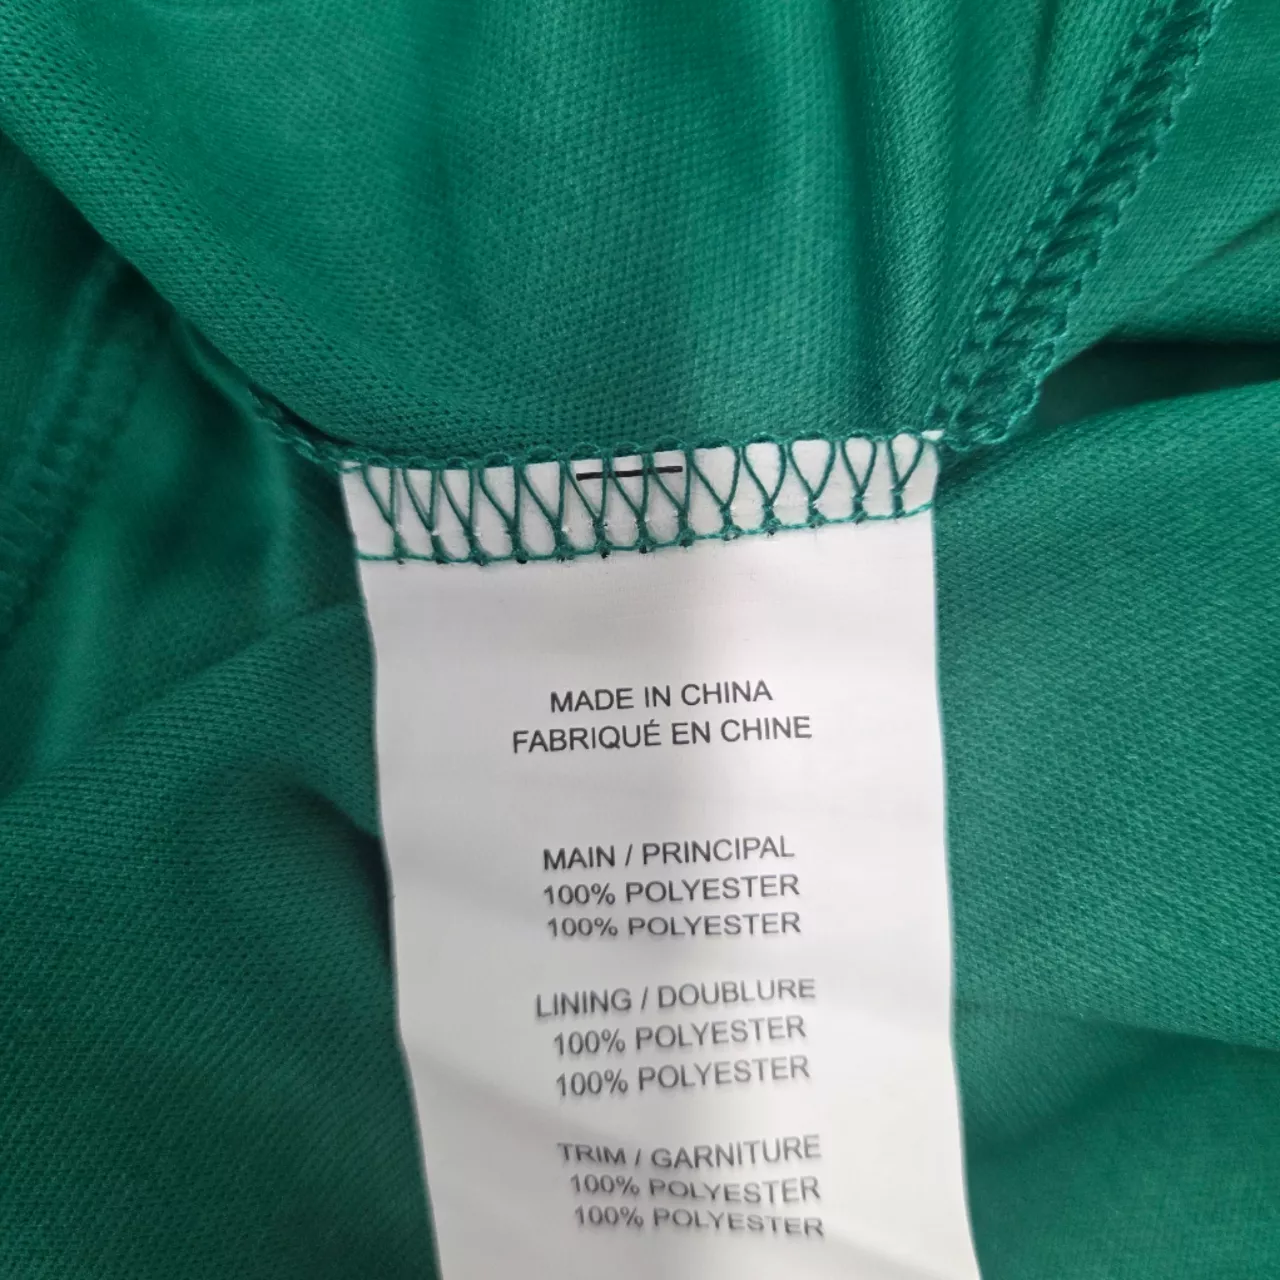 MADE IN CHINA
FABRIQUÉ EN CHINE
MAIN / PRINCIPAL
100% POLYESTER
100% POLYESTER
LINING / DOUBLURE
100% POLYESTER
100% POLYESTER
TRIM / GARNITURE
100% POLYESTER
100% POLYESTER